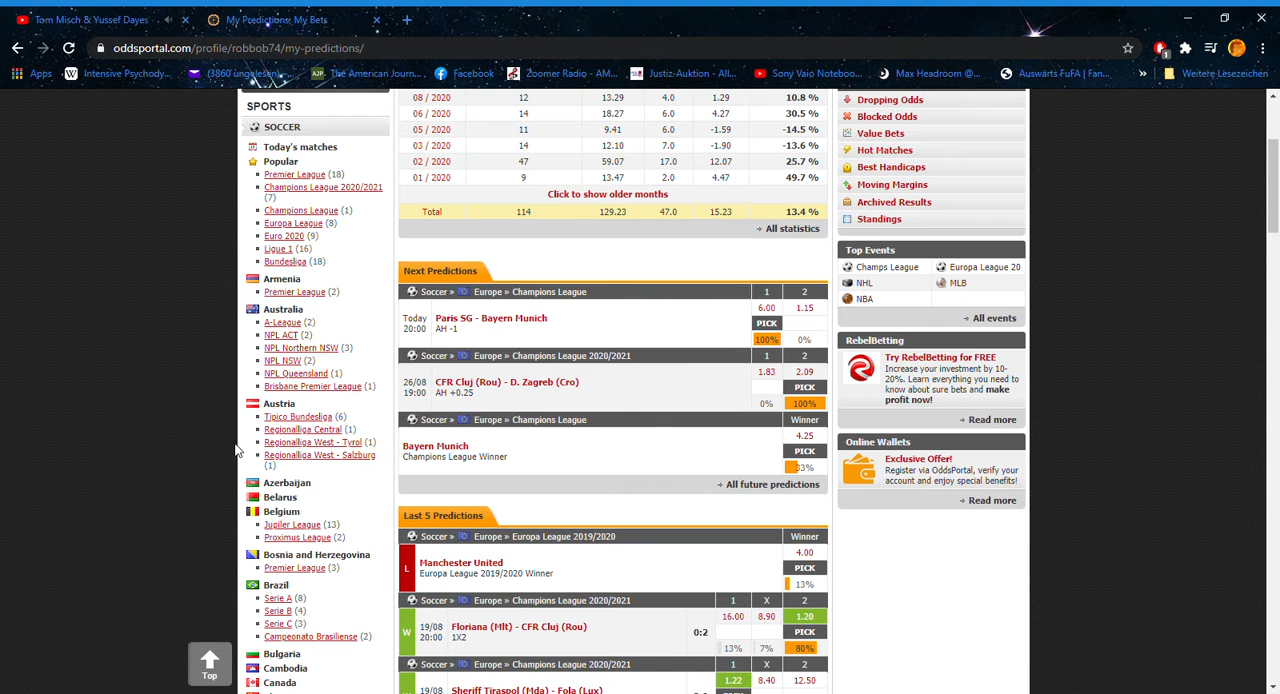 Tom Misch & Yussef Dayes
My Predictions: My Bets
oddsportal.com/profile/robbob74/my-predictions/
1
Apps
Intensive Psychody...
(3860 ungelesen)
The American Journ...
Facebook
Zoomer Radio - AM...
Justiz-Auktion - All...
Sony Vaio Noteboo...
Max Headroom @...
Auswärts FuFA | Fan...
»
Weitere Lesezeichen
SPORTS
SOCCER
Today's matches
Popular
Premier League (18)
Champions League 2020/2021
(7)
Champions League (1)
Europa League (8)
Euro 2020 (9)
Ligue 1 (16)
Bundesliga (18)
Armenia
Premier League (2)
Australia
A-League (2)
NPL ACT (2)
NPL Northern NSW (3)
NPL NSW (2)
NPL Queensland (1)
Brisbane Premier League (1)
Austria
Tipico Bundesliga (6)
Regionalliga Central (1)
Regionalliga West - Tyrol (1)
Regionalliga West - Salzburg
(1)
Azerbaijan
Belarus
Belgium
Jupiler League (13)
Proximus League (2)
Bosnia and Herzegovina
Premier League (3)
Brazil
Serie A (8)
Serie B (4)
Serie C (3)
Campeonato Brasiliense (2)
Bulgaria
Cambodia
Canada
Top
08 / 2020 12 13.29 4.0 1.29 10.8 %
06 / 2020 14 18.27 6.0 4.27 30.5 %
05 / 2020 11 9.41 6.0 -1.59 -14.5 %
03 / 2020 14 12.10 7.0 -1.90 -13.6 %
02 / 2020 47 59.07 17.0 12.07 25.7 %
01 / 2020 9 13.47 2.0 4.47 49.7 %
Click to show older months
Total 114 129.23 47.0 15.23 13.4 %
All statistics
Next Predictions
Soccer » Europe » Champions League 1 2
Today
20:00
Paris SG - Bayern Munich
AH -1
6.00 1.15
PICK
100% 0%
Soccer » Europe » Champions League 2020/2021 1 2
26/08
19:00
CFR Cluj (Rou) - D. Zagreb (Cro)
AH +0.25
1.83 2.09
PICK
0% 100%
Soccer » Europe » Champions League Winner
Bayern Munich
Champions League Winner
4.25
PICK
33%
All future predictions
Last 5 Predictions
Soccer » Europe » Europa League 2019/2020 Winner
L
Manchester United
Europa League 2019/2020 Winner
4.00
PICK
13%
Soccer » Europe » Champions League 2020/2021 1 X 2
W
19/08
20:00
Floriana (Mlt) - CFR Cluj (Rou)
1X2
0:2
16.00 8.90 1.20
PICK
13% 7% 80%
Soccer » Europe » Champions League 2020/2021 1 X 2
19/08
Sheriff Tiraspol (Mda) - Fola (Lux)
1.22 8.40 12.50
Dropping Odds
Blocked Odds
Value Bets
Hot Matches
Best Handicaps
Moving Margins
Archived Results
Standings
Top Events
Champs League
Europa League 20
NHL
MLB
NBA
All events
RebelBetting
Try RebelBetting for FREE
Increase your investment by 10-
20%. Learn everything you need to
know about sure bets and make
profit now!
Read more
Online Wallets
Exclusive Offer!
Register via OddsPortal, verify your
account and enjoy special benefits!
Read more